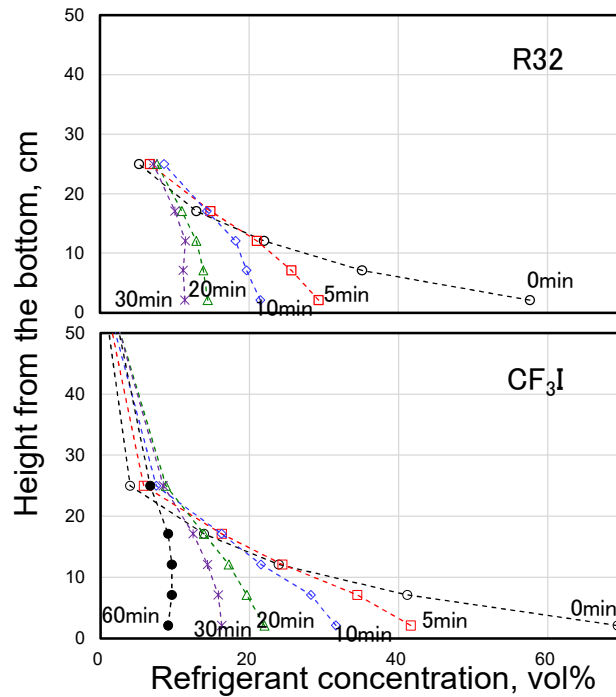 50
R32
40
30
20
10
0
30min
20min
10min
5min
0min
50
CF₃I
40
30
20
10
0
60min
30min
20min
10min
5min
0min
0
20
40
60
Height from the bottom, cm
Refrigerant concentration, vol%